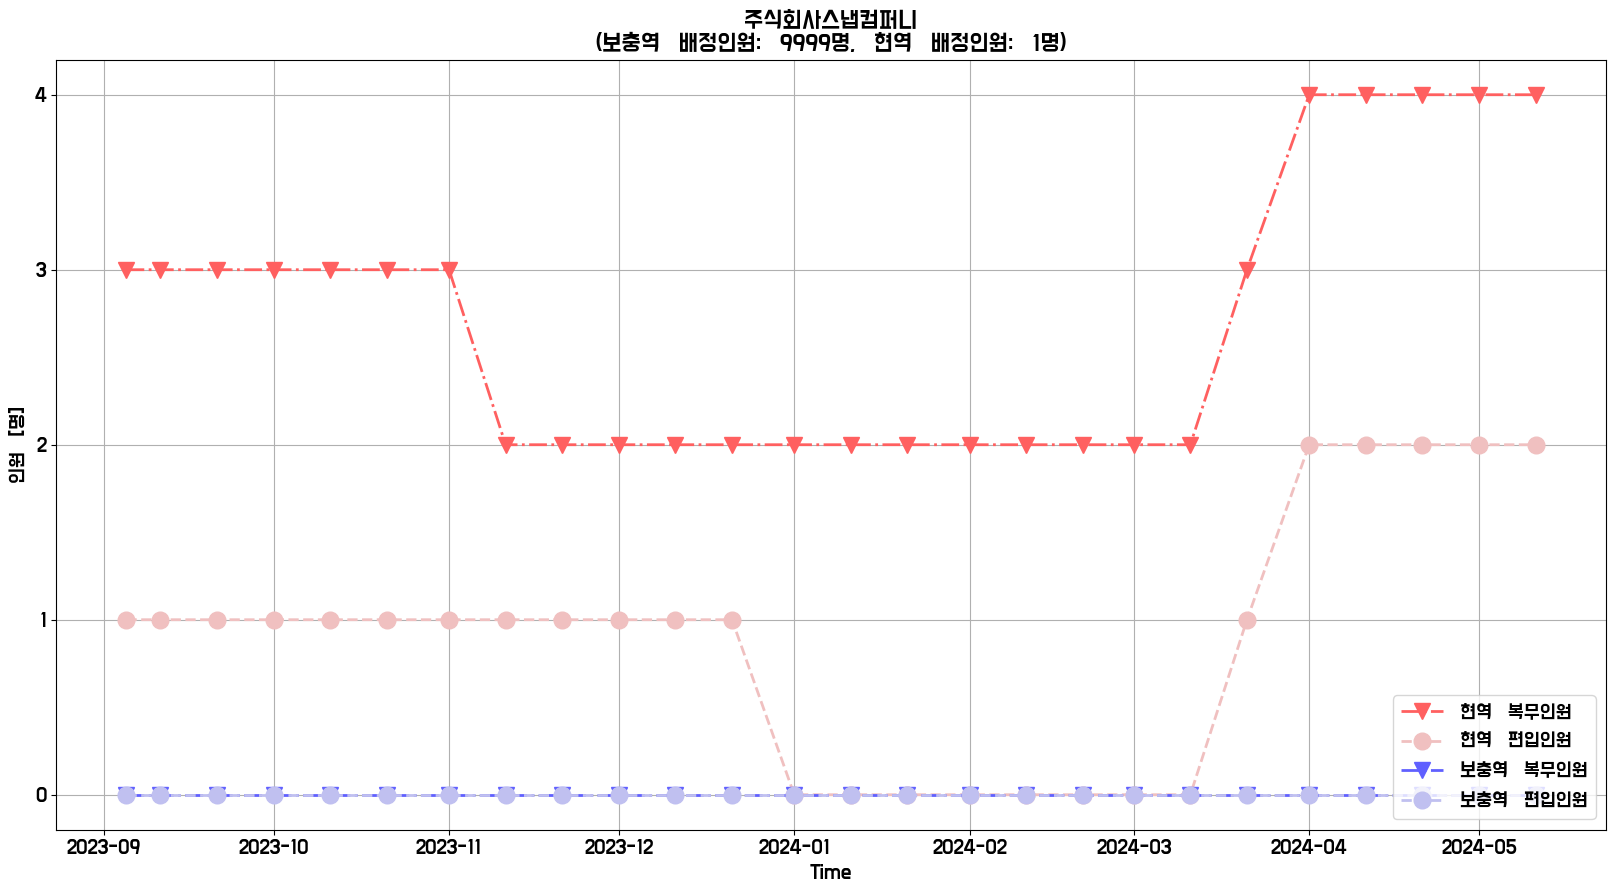 주식회사스냅컴퍼니
(보충역 배정인원: 9999명, 현역 배정인원: 1명)
인원 [명]
4
3
2
1
0
현역 복무인원
현역 편입인원
보충역 복무인원
보충역 편입인원
2023-09 2023-10 2023-11 2023-12 2024-01 2024-02 2024-03 2024-04 2024-05
Time